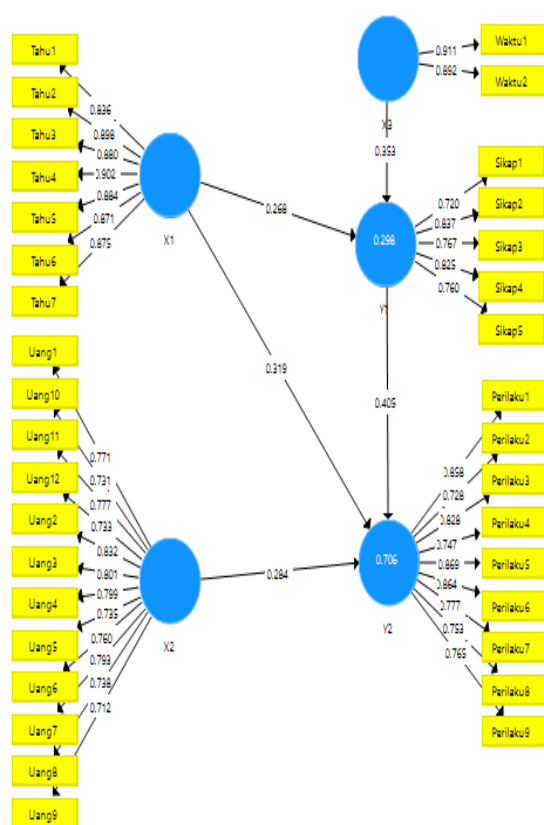 Tahu1
Tahu2
Tahu3
Tahu4
Tahu5
Tahu6
Tahu7
0.836
0.898
0.880
0.902
0.884
0.871
0.875
X1
0.268
0.319
X3
0.911
0.892
Waktu1
Waktu2
0.353
0.298
Y1
0.720
0.837
0.767
0.825
0.760
Sikap1
Sikap2
Sikap3
Sikap4
Sikap5
0.405
Uang1
Uang10
Uang11
Uang12
Uang2
Uang3
Uang4
Uang5
Uang6
Uang7
Uang8
Uang9
0.771
0.731
0.777
0.733
0.832
0.801
0.799
0.735
0.760
0.793
0.738
0.712
X2
0.284
0.706
Y2
0.858
0.728
0.828
0.747
0.869
0.864
0.777
0.753
0.765
Perilaku1
Perilaku2
Perilaku3
Perilaku4
Perilaku5
Perilaku6
Perilaku7
Perilaku8
Perilaku9